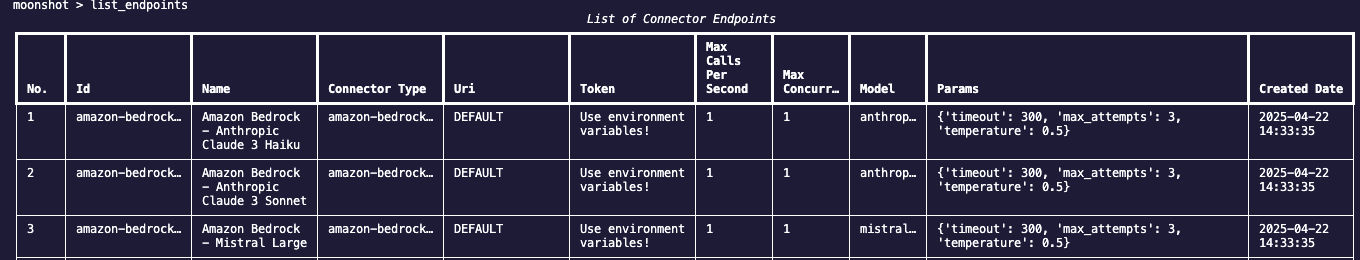 moonshot > list_endpoints
List of Connector Endpoints
Max
Calls
Per Max
No. Id Name Connector Type Uri Token Second Concurr… Model Params Created Date
1 amazon-bedrock… Amazon Bedrock amazon-bedrock… DEFAULT Use environment 1 1 anthrop… {'timeout': 300, 'max_attempts': 3, 2025-04-22
– Anthropic variables! 'temperature': 0.5} 14:33:35
Claude 3 Haiku
2 amazon-bedrock… Amazon Bedrock amazon-bedrock… DEFAULT Use environment 1 1 anthrop… {'timeout': 300, 'max_attempts': 3, 2025-04-22
– Anthropic variables! 'temperature': 0.5} 14:33:35
Claude 3 Sonnet
3 amazon-bedrock… Amazon Bedrock amazon-bedrock… DEFAULT Use environment 1 1 mistral… {'timeout': 300, 'max_attempts': 3, 2025-04-22
– Mistral Large variables! 'temperature': 0.5} 14:33:35